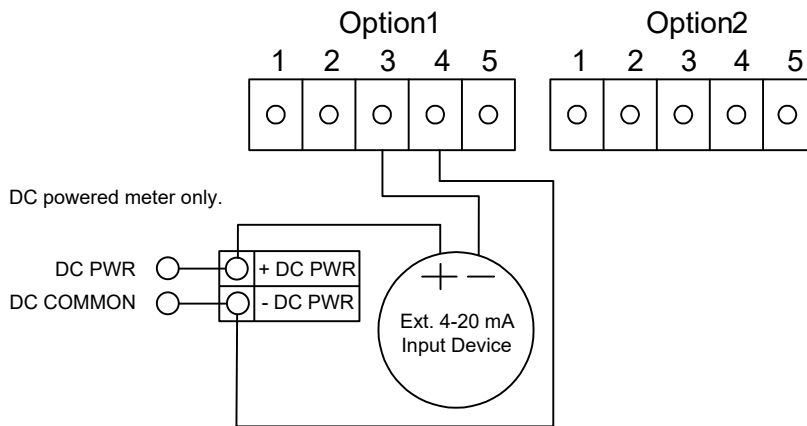 Option1 Option2
1 2 3 4 5 1 2 3 4 5
DC powered meter only.
DC PWR + DC PWR
DC COMMON - DC PWR
+ −
Ext. 4-20 mA
Input Device